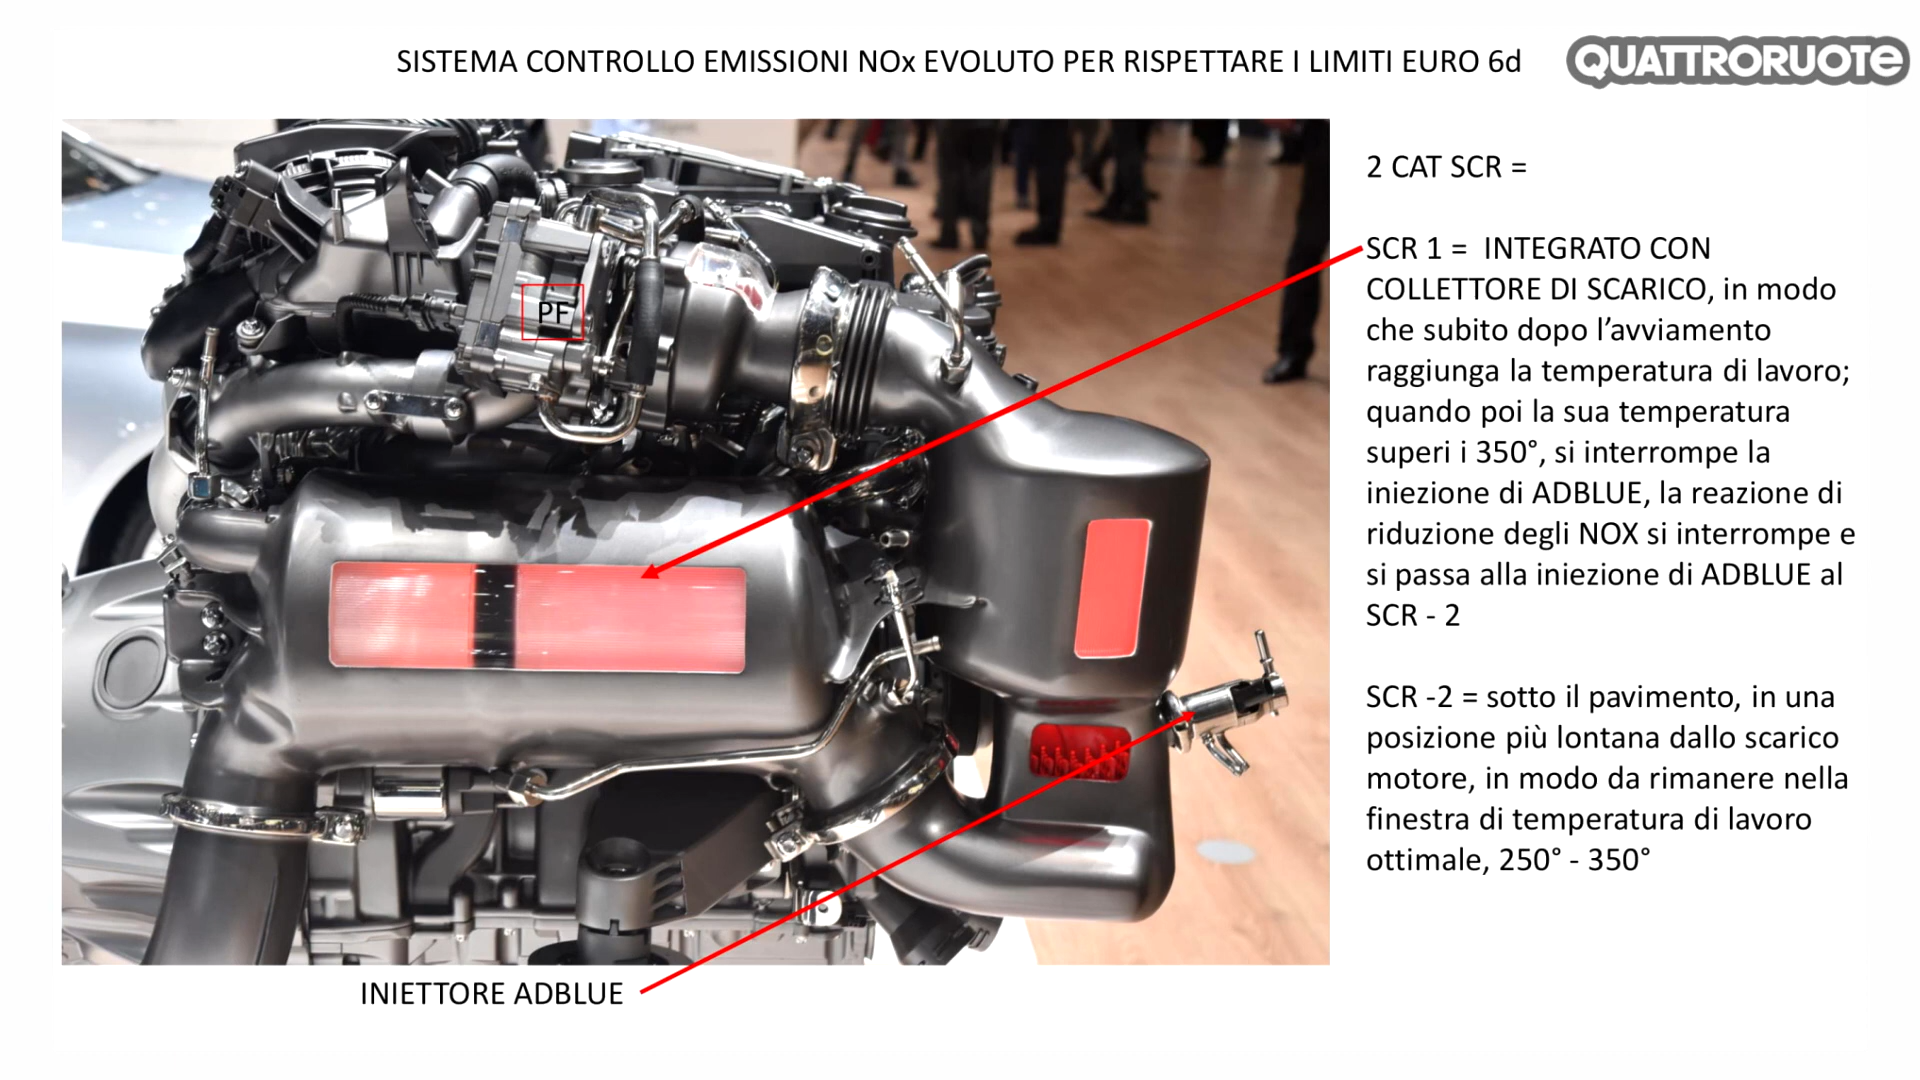 SISTEMA CONTROLLO EMISSIONI NOx EVOLUTO PER RISPETTARE I LIMITI EURO 6d
QUATTRORUOTe
2 CAT SCR =
SCR 1 = INTEGRATO CON
COLLETTORE DI SCARICO, in modo
che subito dopo l’avviamento
raggiunga la temperatura di lavoro;
quando poi la sua temperatura
superi i 350°, si interrompe la
iniezione di ADBLUE, la reazione di
riduzione degli NOX si interrompe e
si passa alla iniezione di ADBLUE al
SCR - 2
SCR -2 = sotto il pavimento, in una
posizione più lontana dallo scarico
motore, in modo da rimanere nella
finestra di temperatura di lavoro
ottimale, 250° - 350°
PF
INIETTORE ADBLUE